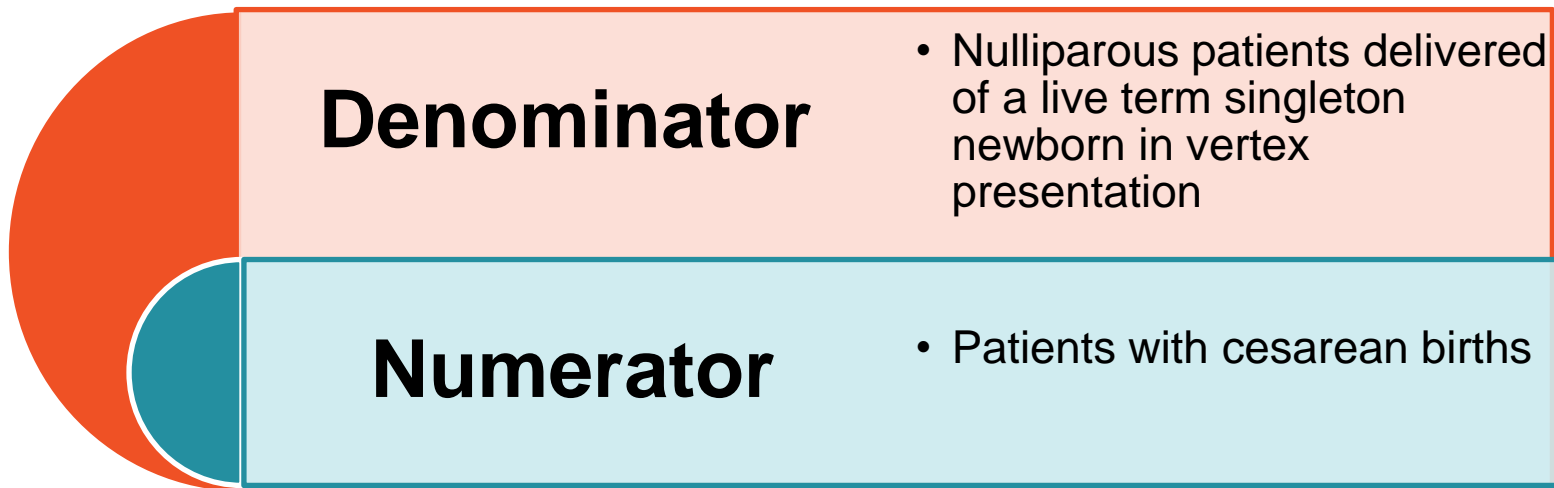 Denominator
• Nulliparous patients delivered
of a live term singleton
newborn in vertex
presentation
Numerator
• Patients with cesarean births